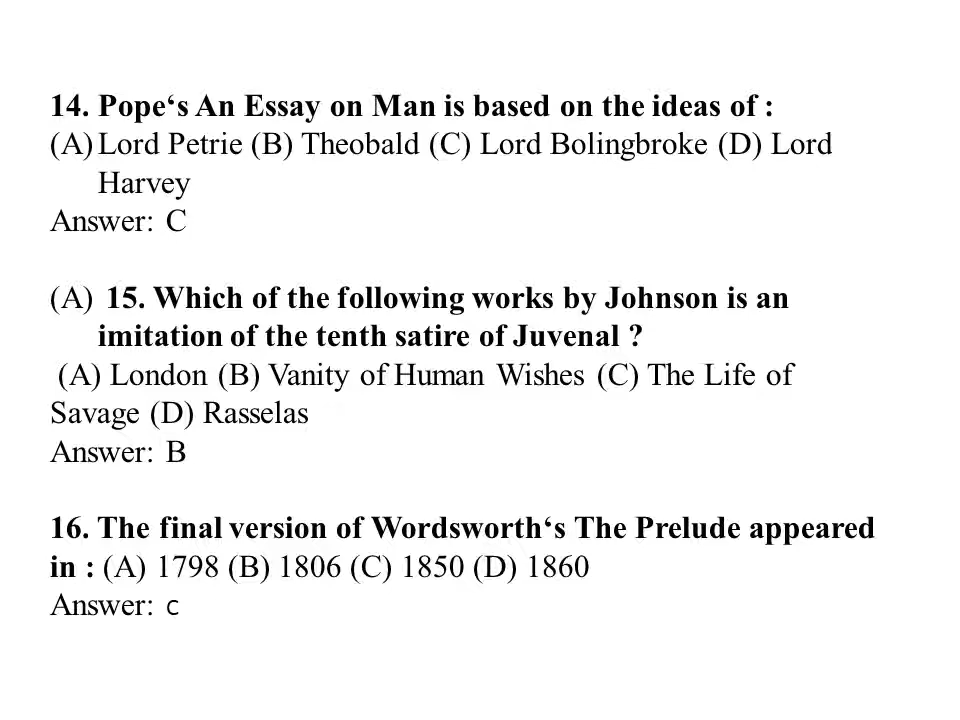 14. Pope‘s An Essay on Man is based on the ideas of :
(A) Lord Petrie (B) Theobald (C) Lord Bolingbroke (D) Lord
Harvey
Answer: C
(A) 15. Which of the following works by Johnson is an
imitation of the tenth satire of Juvenal ?
(A) London (B) Vanity of Human Wishes (C) The Life of
Savage (D) Rasselas
Answer: B
16. The final version of Wordsworth‘s The Prelude appeared
in : (A) 1798 (B) 1806 (C) 1850 (D) 1860
Answer: c